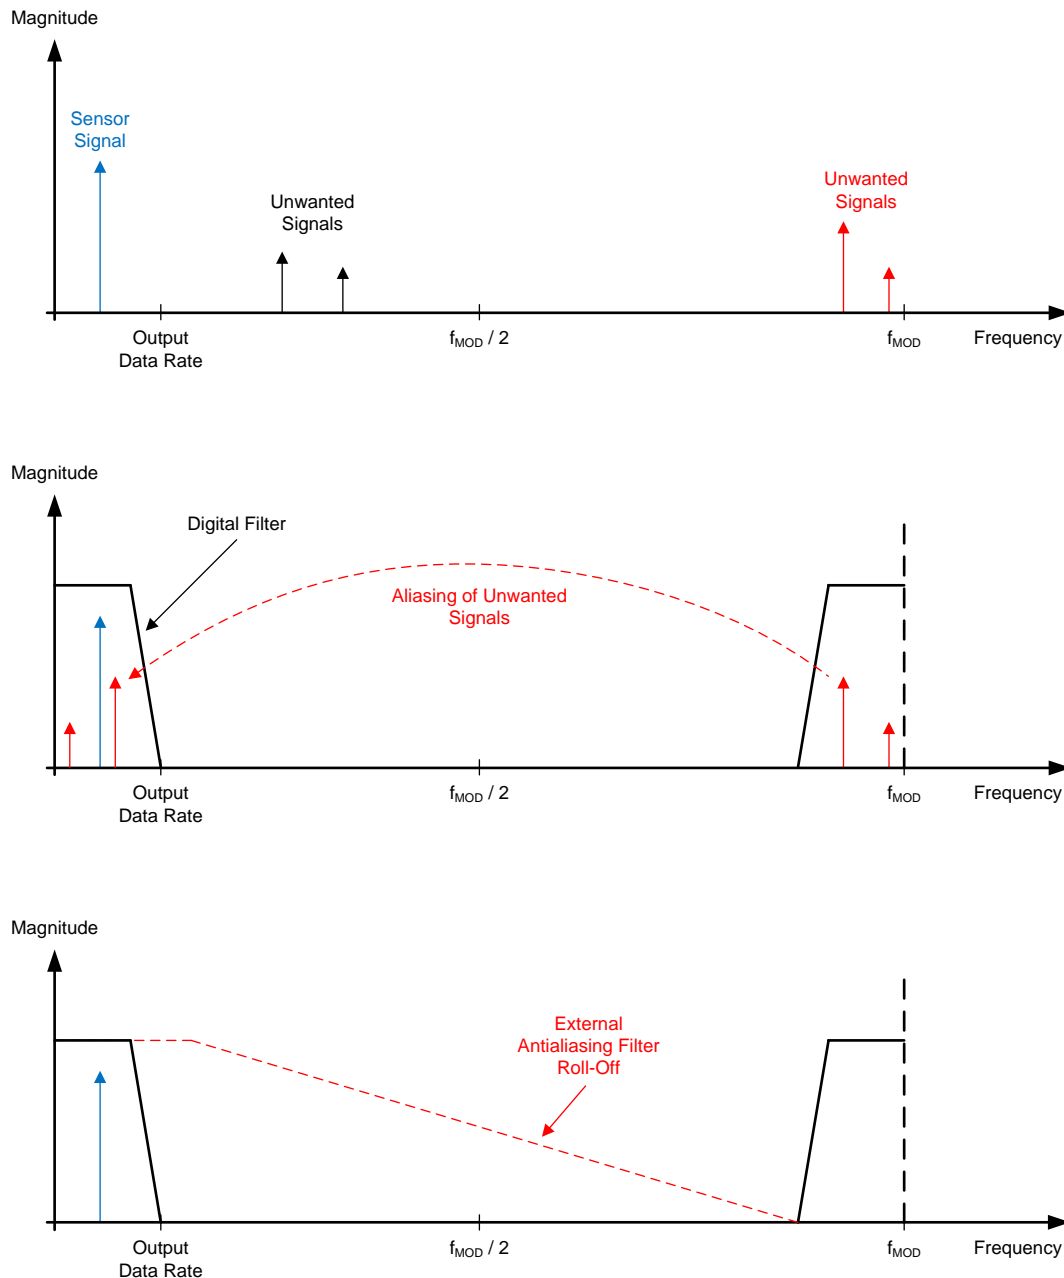 Magnitude
Sensor
Signal
Unwanted
Signals
Unwanted
Signals
Output
Data Rate
fMOD / 2
fMOD
Frequency
Magnitude
Digital Filter
Aliasing of Unwanted
Signals
Output
Data Rate
fMOD / 2
fMOD
Frequency
Magnitude
External
Antialiasing Filter
Roll-Off
Output
Data Rate
fMOD / 2
fMOD
Frequency